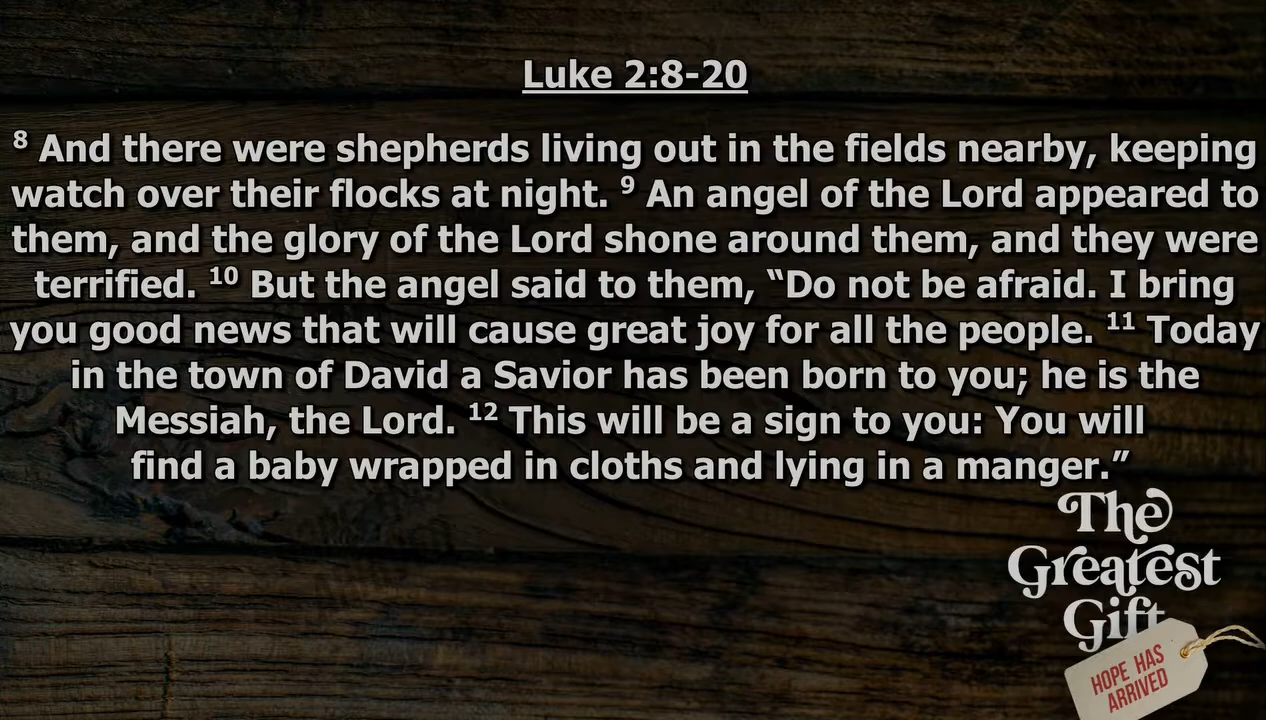 Luke 2:8-20
⁸ And there were shepherds living out in the fields nearby, keeping
watch over their flocks at night. ⁹ An angel of the Lord appeared to
them, and the glory of the Lord shone around them, and they were
terrified. ¹⁰ But the angel said to them, “Do not be afraid. I bring
you good news that will cause great joy for all the people. ¹¹ Today
in the town of David a Savior has been born to you; he is the
Messiah, the Lord. ¹² This will be a sign to you: You will
find a baby wrapped in cloths and lying in a manger.”
The
Greatest
Gift
HOPE HAS
ARRIVED